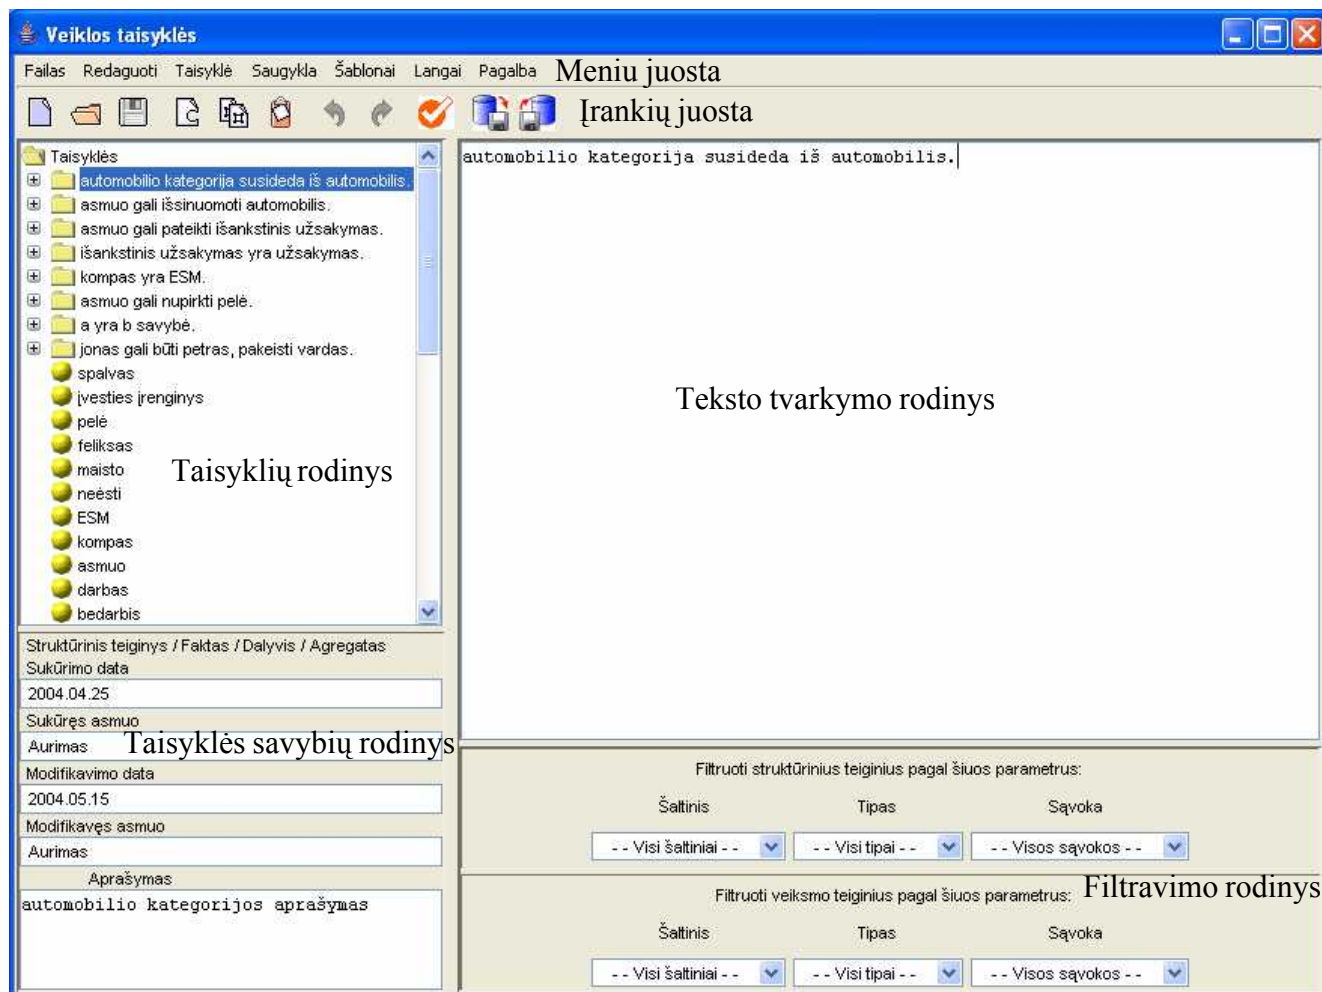 Veiklos taisyklės
Failas Redaguoti Taisyklė Saugykla Šablonai Langai Pagalba Meniu juosta
Įrankių juosta
Taisyklės
automobilio kategorija susideda iš automobilis.
asmuo gali išsinuomoti automobilis.
asmuo gali pateikti išankstinis užsakymas.
išankstinis užsakymas yra užsakymas.
kompas yra ESM.
asmuo gali nupirkti pelė.
a yra b savybė.
jonas gali būti petras, pakeisti vardas.
spalvas
įvesties įrenginys
pelė
feliksas
maisto
neėsti
ESM
kompas
asmuo
darbas
bedarbis
Taisyklių rodinys
automobilio kategorija susideda iš automobilis.
Teksto tvarkymo rodinys
Struktūrinis teiginys / Faktas / Dalyvis / Agregatas
Sukūrimo data
2004.04.25
Sukūręs asmuo
Aurimas
Taisyklės savybių rodinys
Modifikavimo data
2004.05.15
Modifikavęs asmuo
Aurimas
Aprašymas
automobilio kategorijos aprašymas
Filtruoti struktūrinius teiginius pagal šiuos parametrus:
Šaltinis Tipas Sąvoka
- - Visi šaltiniai - - - - Visi tipai - - - - Visos sąvokos - -
Filtruoti veiksmo teiginius pagal šiuos parametrus: Filtravimo rodinys
Šaltinis Tipas Sąvoka
- - Visi šaltiniai - - - - Visi tipai - - - - Visos sąvokos - -